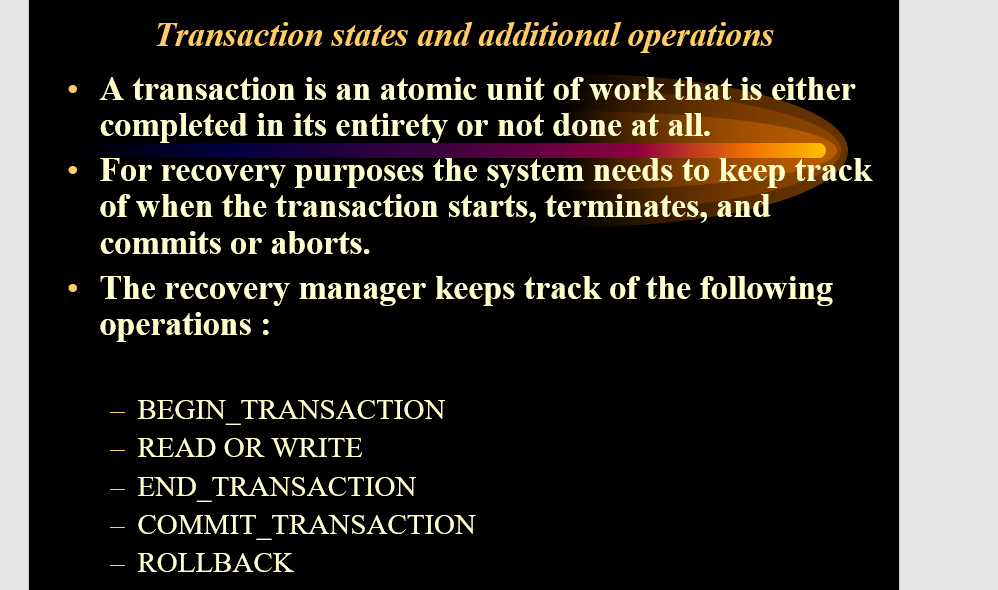 Transaction states and additional operations
• A transaction is an atomic unit of work that is either
completed in its entirety or not done at all.
• For recovery purposes the system needs to keep track
of when the transaction starts, terminates, and
commits or aborts.
• The recovery manager keeps track of the following
operations :
– BEGIN_TRANSACTION
– READ OR WRITE
– END_TRANSACTION
– COMMIT_TRANSACTION
– ROLLBACK